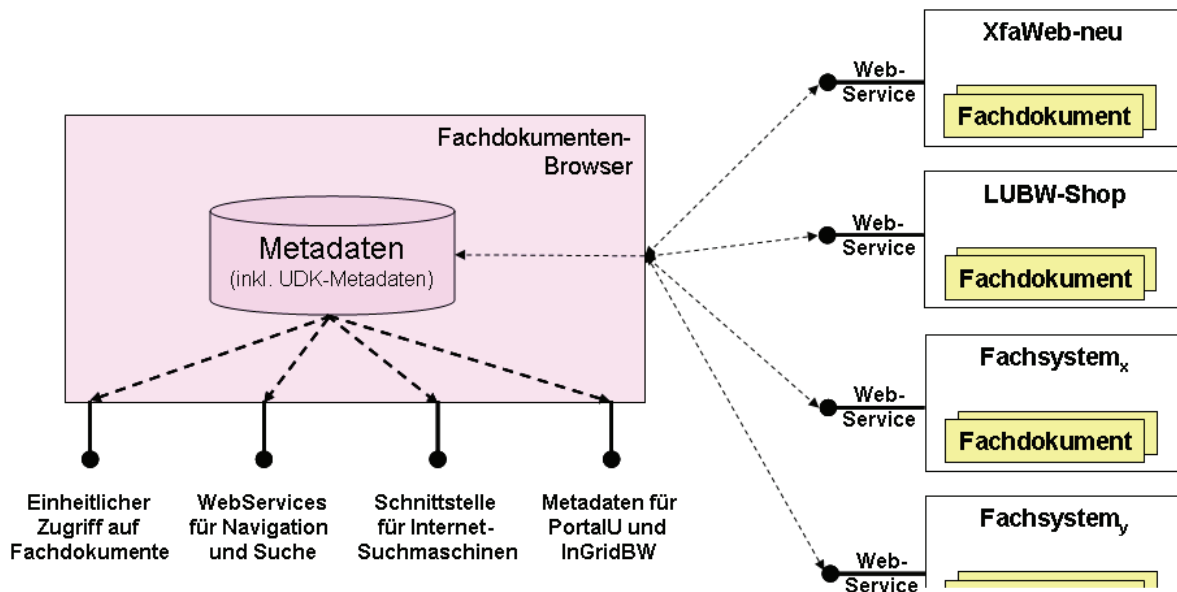 Fachdokumenten-
Browser
Metadaten
(inkl. UDK-Metadaten)
Einheitlicher
Zugriff auf
Fachdokumente
WebServices
für Navigation
und Suche
Schnittstelle
für Internet-
Suchmaschinen
Metadaten für
PortalU und
InGridBW
Web-
Service
XfaWeb-neu
Fachdokument
Web-
Service
LUBW-Shop
Fachdokument
Web-
Service
Fachsystemx
Fachdokument
Web-
Service
Fachsystemy